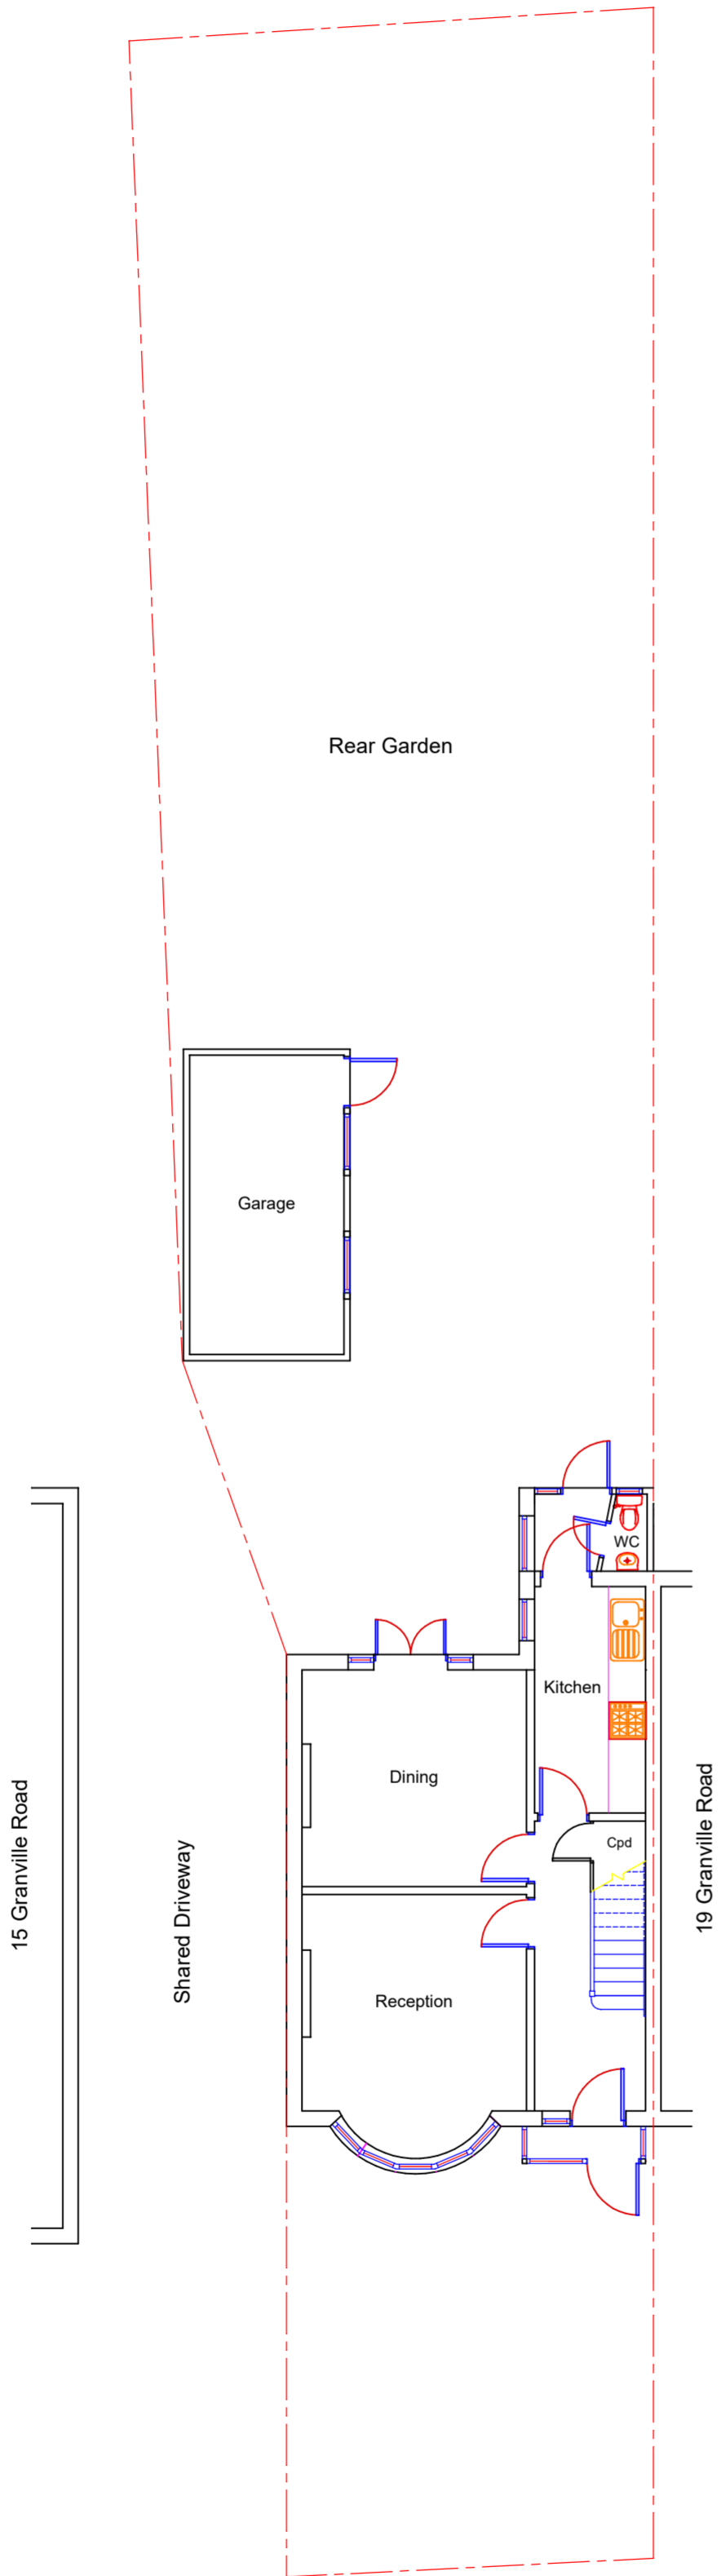 Rear Garden
Garage
WC
Kitchen
Dining
Cpd
Reception
15 Granville Road
Shared Driveway
19 Granville Road